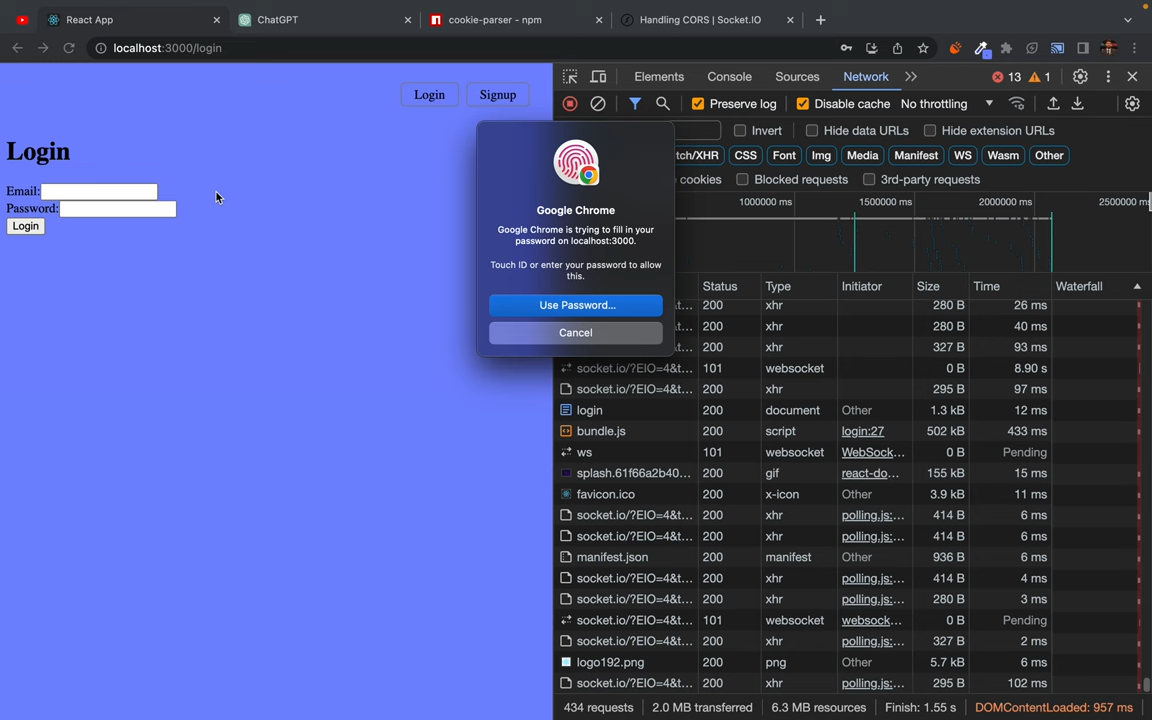 React App
ChatGPT
cookie-parser - npm
Handling CORS | Socket.IO
localhost:3000/login
Login Signup
Login
Email:
Password:
Login
Elements Console Sources Network 13 1
Preserve log Disable cache No throttling
Invert Hide data URLs Hide extension URLs
tch/XHR CSS Font Img Media Manifest WS Wasm Other
cookies Blocked requests 3rd-party requests
1000000 ms 1500000 ms 2000000 ms 2500000 m
Google Chrome
Google Chrome is trying to fill in your
password on localhost:3000.
Touch ID or enter your password to allow
this.
Use Password...
Cancel
Status Type Initiator Size Time Waterfall
t... 200 xhr 280 B 26 ms
t... 200 xhr 280 B 40 ms
t... 200 xhr 327 B 93 ms
socket.io/?EIO=4&t... 101 websocket 0 B 8.90 s
socket.io/?EIO=4&t... 200 xhr 295 B 97 ms
login 200 document Other 1.3 kB 12 ms
bundle.js 200 script login:27 502 kB 433 ms
ws 101 websocket WebSock... 0 B Pending
splash.61f66a2b40... 200 gif react-do... 155 kB 15 ms
favicon.ico 200 x-icon Other 3.9 kB 11 ms
socket.io/?EIO=4&t... 200 xhr polling.js:... 414 B 6 ms
socket.io/?EIO=4&t... 200 xhr polling.js:... 414 B 6 ms
manifest.json 200 manifest Other 936 B 6 ms
socket.io/?EIO=4&t... 200 xhr polling.js:... 414 B 4 ms
socket.io/?EIO=4&t... 200 xhr polling.js:... 280 B 3 ms
socket.io/?EIO=4&t... 101 websocket websock... 0 B Pending
socket.io/?EIO=4&t... 200 xhr polling.js:... 327 B 2 ms
logo192.png 200 png Other 5.7 kB 6 ms
socket.io/?EIO=4&t... 200 xhr polling.js:... 295 B 102 ms
434 requests 2.0 MB transferred 6.3 MB resources Finish: 1.55 s DOMContentLoaded: 957 ms